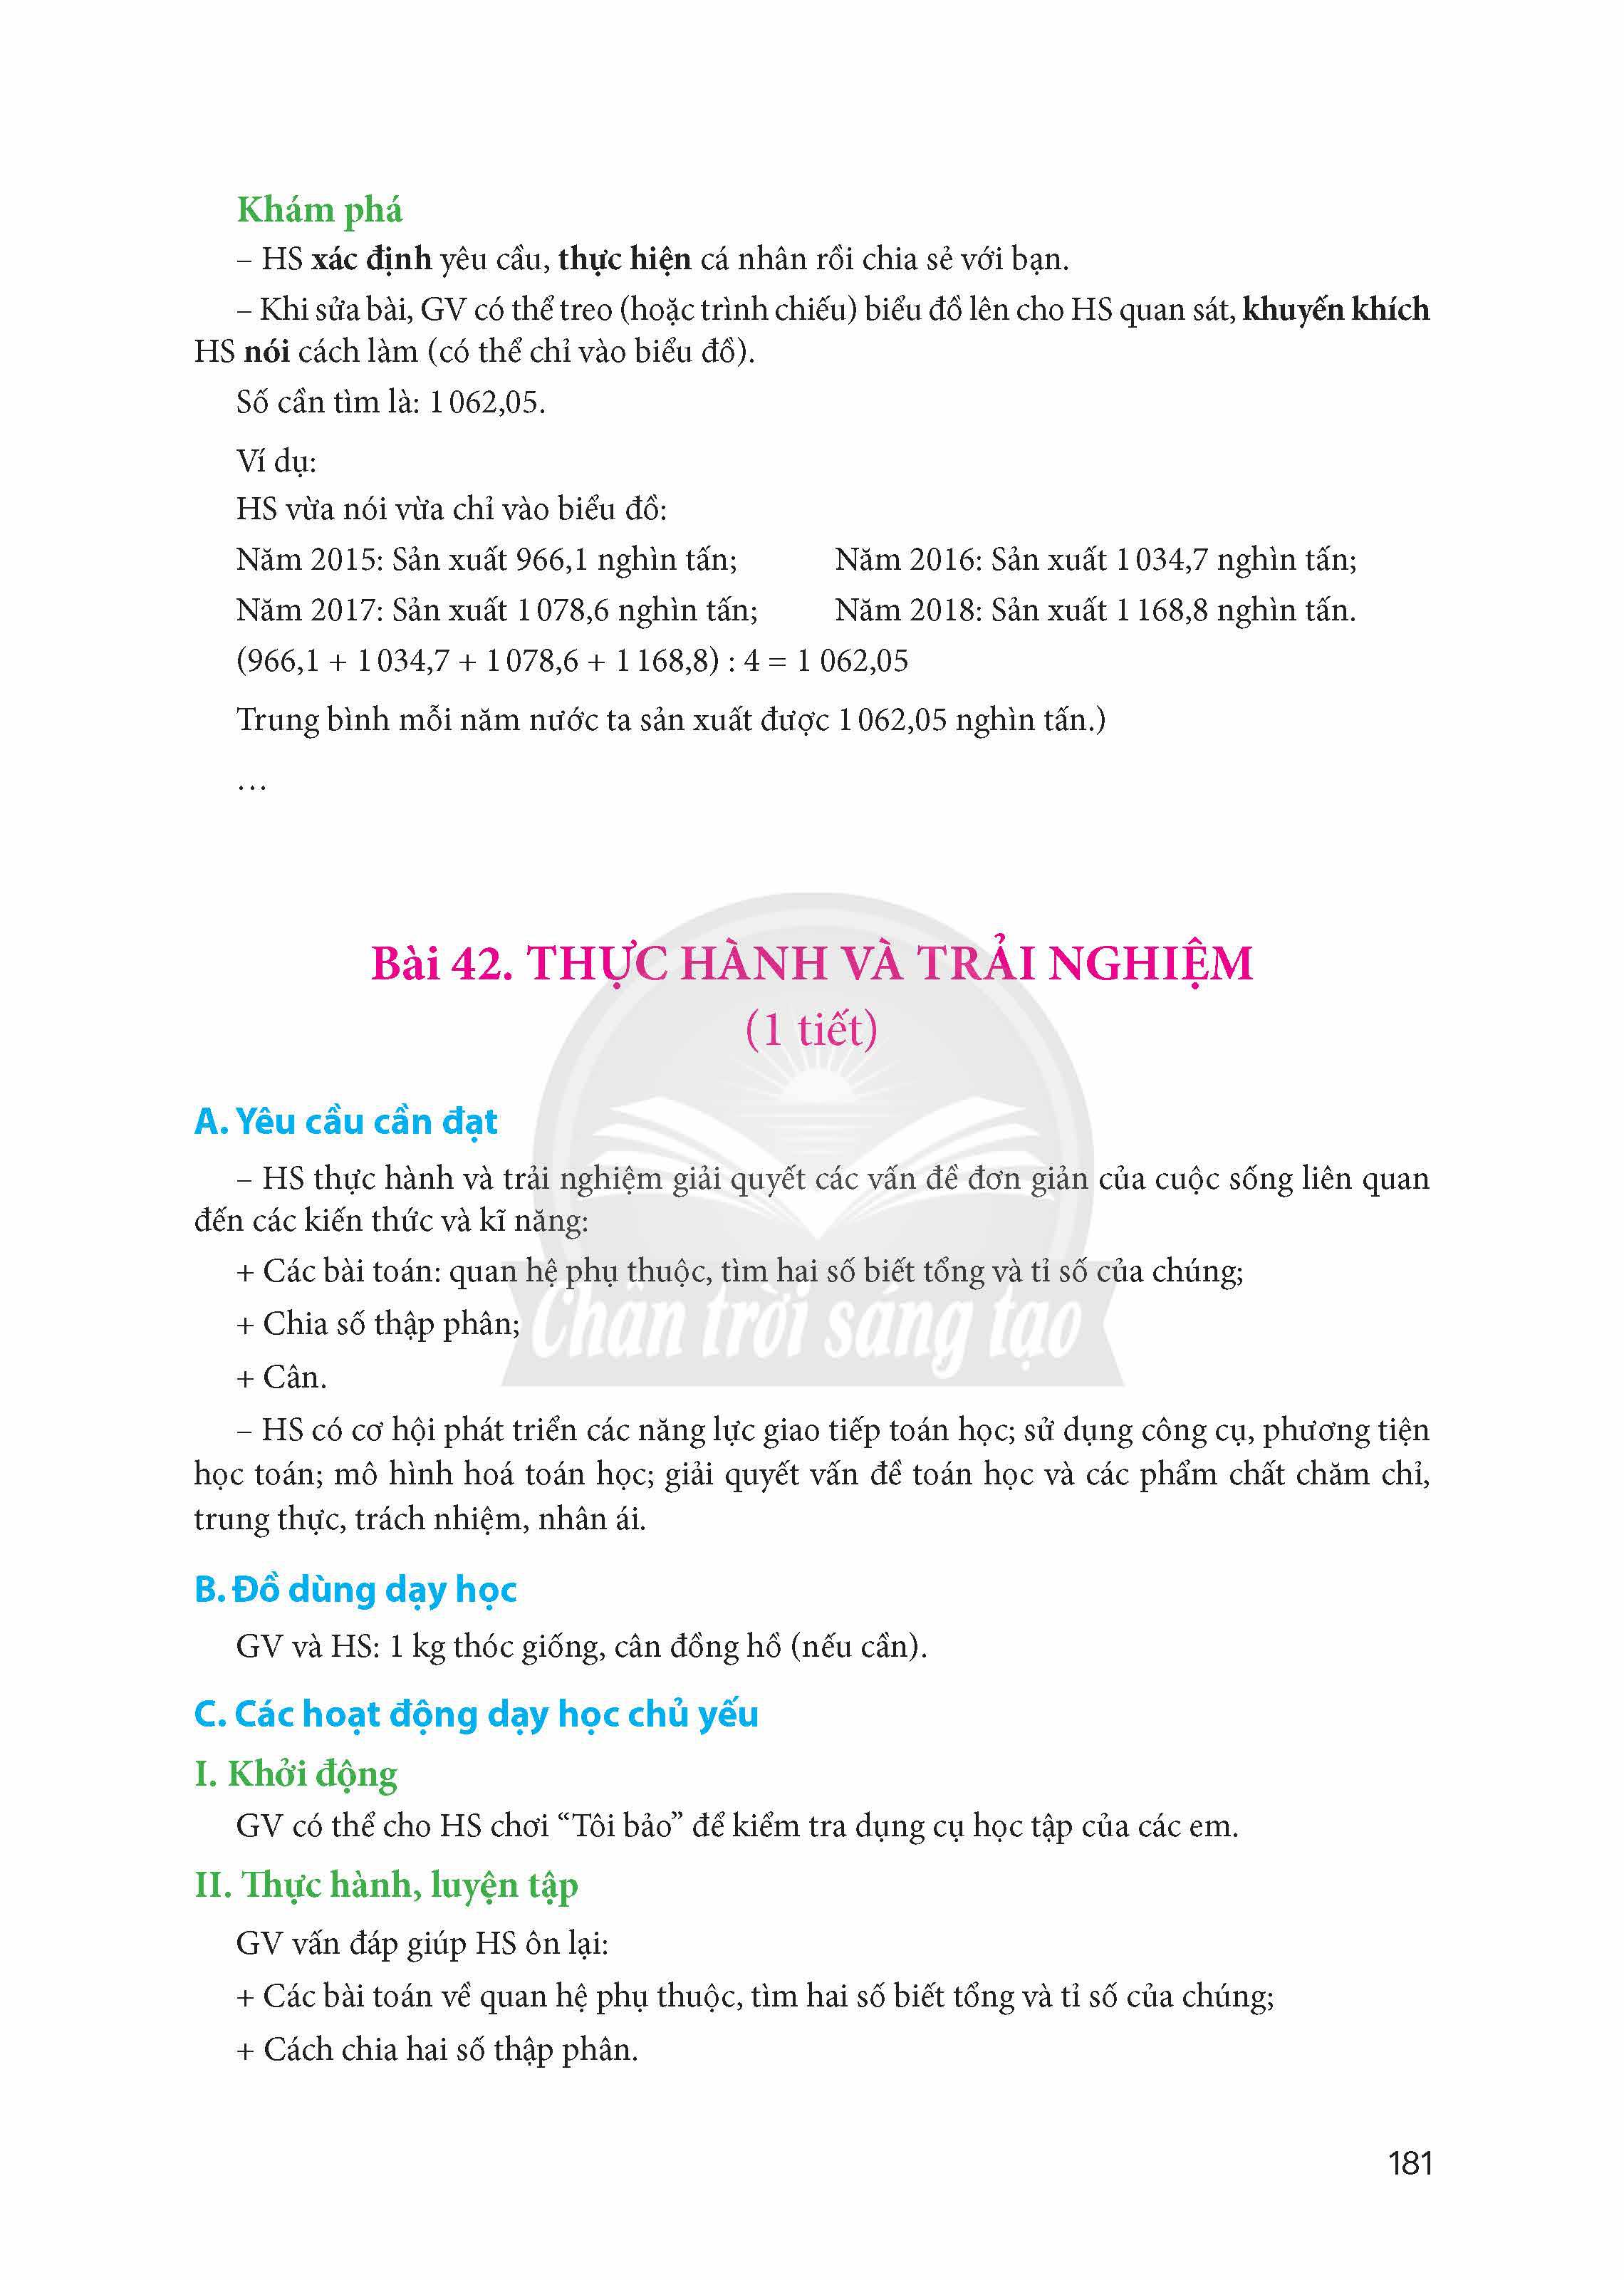 Khám phá
– HS xác định yêu cầu, thực hiện cá nhân rồi chia sẻ với bạn.
– Khi sửa bài, GV có thể treo (hoặc trình chiếu) biểu đồ lên cho HS quan sát, khuyến khích
HS nói cách làm (có thể chỉ vào biểu đồ).
Số cần tìm là: 1 062,05.
Ví dụ:
HS vừa nói vừa chỉ vào biểu đồ:
Năm 2015: Sản xuất 966,1 nghìn tấn; Năm 2016: Sản xuất 1 034,7 nghìn tấn;
Năm 2017: Sản xuất 1 078,6 nghìn tấn; Năm 2018: Sản xuất 1 168,8 nghìn tấn.
(966,1 + 1 034,7 + 1 078,6 + 1 168,8) : 4 = 1 062,05
Trung bình mỗi năm nước ta sản xuất được 1 062,05 nghìn tấn.)
…
Bài 42. THỰC HÀNH VÀ TRẢI NGHIỆM
(1 tiết)
A. Yêu cầu cần đạt
– HS thực hành và trải nghiệm giải quyết các vấn đề đơn giản của cuộc sống liên quan
đến các kiến thức và kĩ năng:
+ Các bài toán: quan hệ phụ thuộc, tìm hai số biết tổng và tỉ số của chúng;
+ Chia số thập phân;
Chân trời sáng tạo
+ Cân.
– HS có cơ hội phát triển các năng lực giao tiếp toán học; sử dụng công cụ, phương tiện
học toán; mô hình hoá toán học; giải quyết vấn đề toán học và các phẩm chất chăm chỉ,
trung thực, trách nhiệm, nhân ái.
B. Đồ dùng dạy học
GV và HS: 1 kg thóc giống, cân đồng hồ (nếu cần).
C. Các hoạt động dạy học chủ yếu
I. Khởi động
GV có thể cho HS chơi “Tôi bảo” để kiểm tra dụng cụ học tập của các em.
II. Thực hành, luyện tập
GV vấn đáp giúp HS ôn lại:
+ Các bài toán về quan hệ phụ thuộc, tìm hai số biết tổng và tỉ số của chúng;
+ Cách chia hai số thập phân.
181